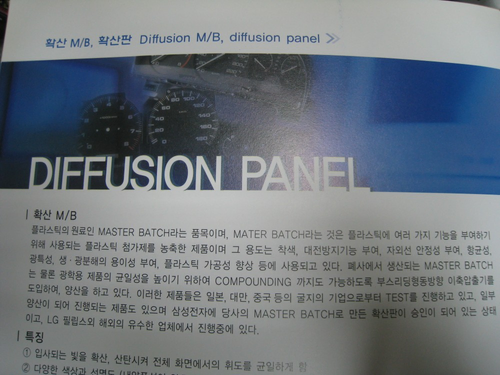 확산 M/B, 확산판 Diffusion M/B, diffusion panel
DIFFUSION PANEL
확산 M/B
플라스틱의 원료인 MASTER BATCH라는 품목이며, MATER BATCH라는 것은 플라스틱에 여러 가지 기능을 부여하기
위해 사용되는 플라스틱 첨가제를 농축한 제품이며 그 용도는 착색, 대전방지기능 부여, 자외선 안정성 부여, 항균성,
광특성, 생·광분해의 용이성 부여, 플라스틱 가공성 향상 등에 사용되고 있다. 폐사에서 생산되는 MASTER BATCH
는 물론 광학용 제품의 균일성을 높이기 위하여 COMPOUNDING 까지도 가능하도록 부스리딩형동방향 이축압출기를
도입하여, 양산을 하고 있다. 이러한 제품들은 일본, 대만, 중국 등의 굴지의 기업으로부터 TEST를 진행하고 있고, 일부
양산이 되어 진행되는 제품도 있으며 삼성전자에 당사의 MASTER BATCH로 만든 확산판이 승인이 되어 있는 상태
이고, LG 필립스외 해외의 유수한 업체에서 진행중에 있다.
특징
① 입사되는 빛을 확산, 산란시켜 전체 화면에서의 휘도를 균일하게 함
② 다양한 색상과 선명도